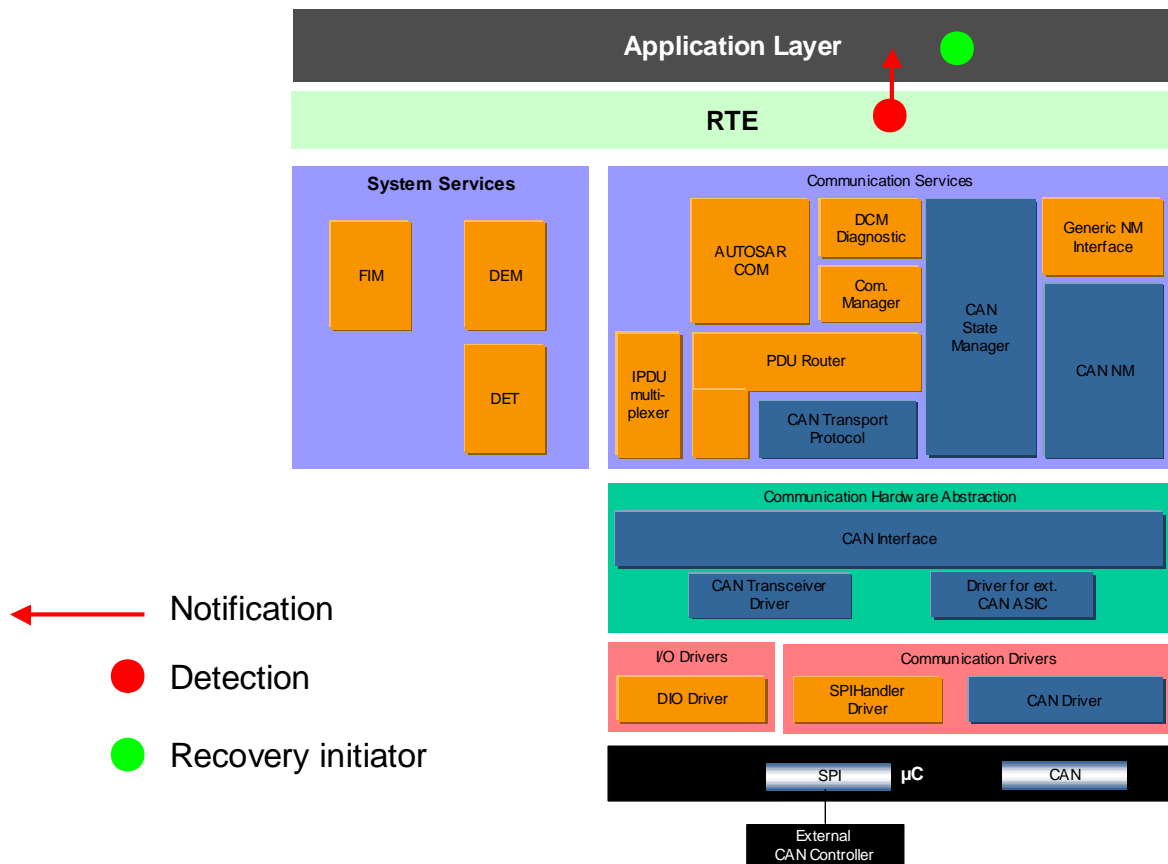 Application Layer
RTE
System Services
FIM
DEM
DET
Communication Services
AUTOSAR
COM
DCM
Diagnostic
Com.
Manager
CAN
State
Manager
Generic NM
Interface
CAN NM
IPDU
multi-
plexer
PDU Router
CAN Transport
Protocol
Communication Hardware Abstraction
CAN Interface
CAN Transceiver
Driver
Driver for ext.
CAN ASIC
I/O Drivers
DIO Driver
Communication Drivers
SPIHandler
Driver
CAN Driver
SPI
µC
CAN
External
CAN Controller
Notification
Detection
Recovery initiator